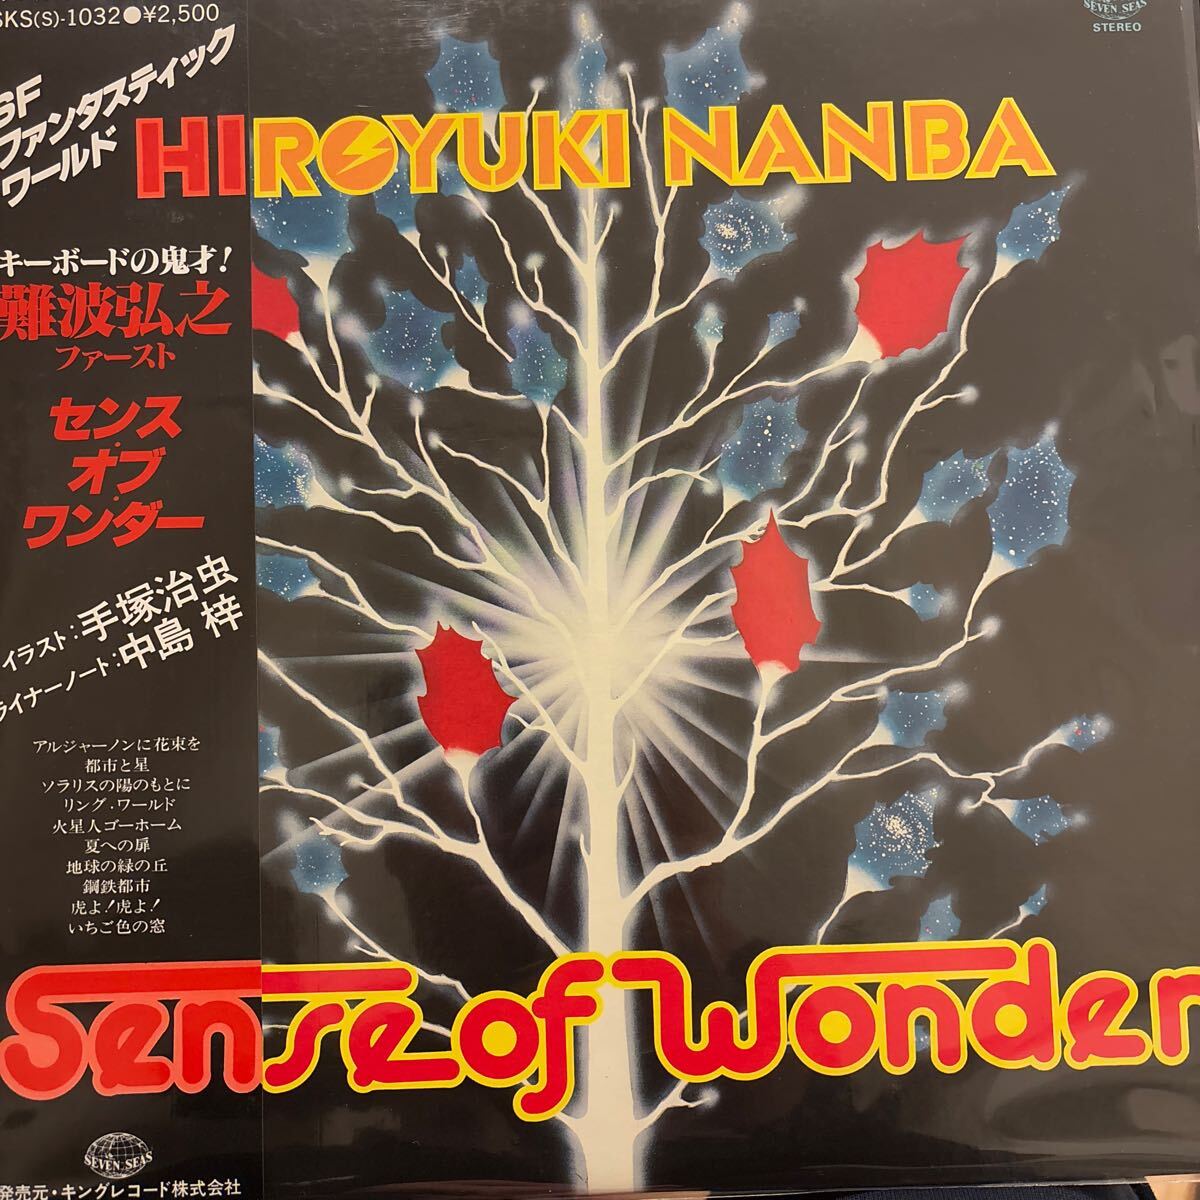 SKS(S)-1032●¥2,500
SF
ファンタスティック
ワールド
キーボードの鬼才!
難波弘之
ファースト
センス・
オブ・
ワンダー
イラスト:手塚治虫
ライナーノート:中島 梓
アルジャーノンに花束を
都市と星
ソラリスの陽のもとに
リング・ワールド
火星人ゴーホーム
夏への扉
地球の緑の丘
鋼鉄都市
虎よ!虎よ!
いちご色の窓
SEVEN SEAS
発売元・キングレコード株式会社
SEVEN SEAS
STEREO
HIROYUKI NANBA
Sense of Wonder